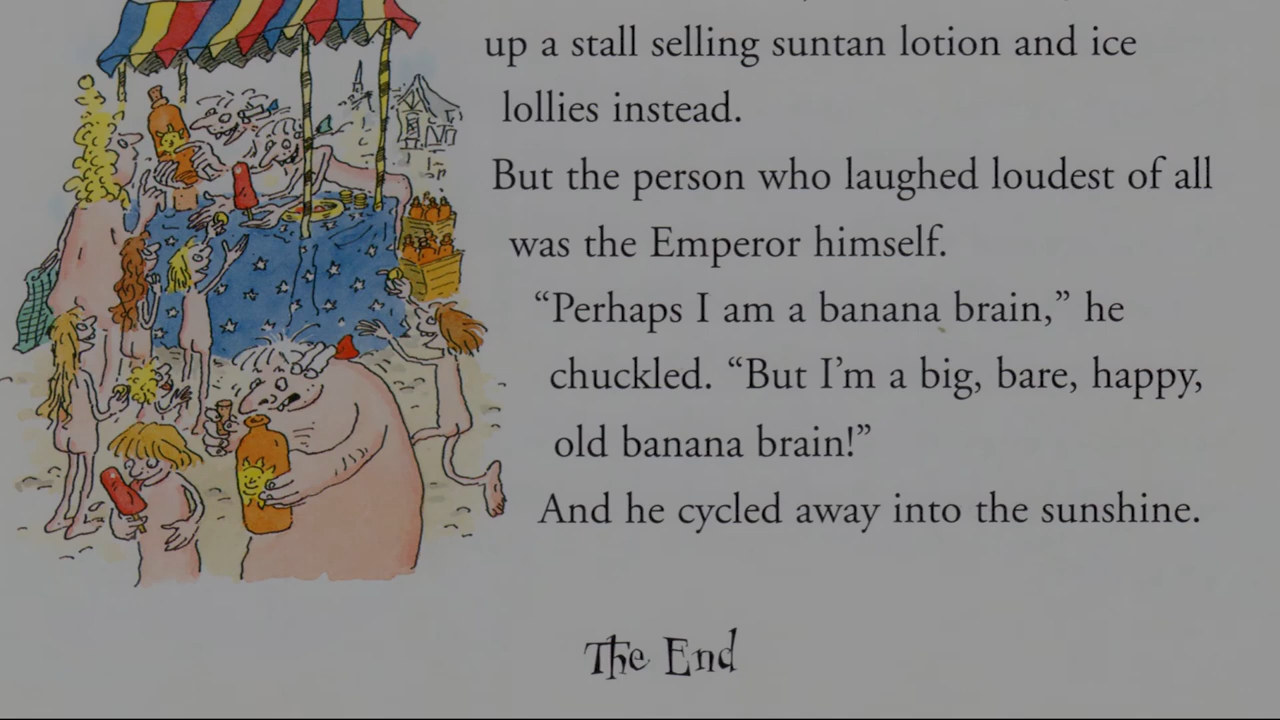 up a stall selling suntan lotion and ice
lollies instead.
But the person who laughed loudest of all
was the Emperor himself.
“Perhaps I am a banana brain,” he
chuckled. “But I’m a big, bare, happy,
old banana brain!”
And he cycled away into the sunshine.
The End